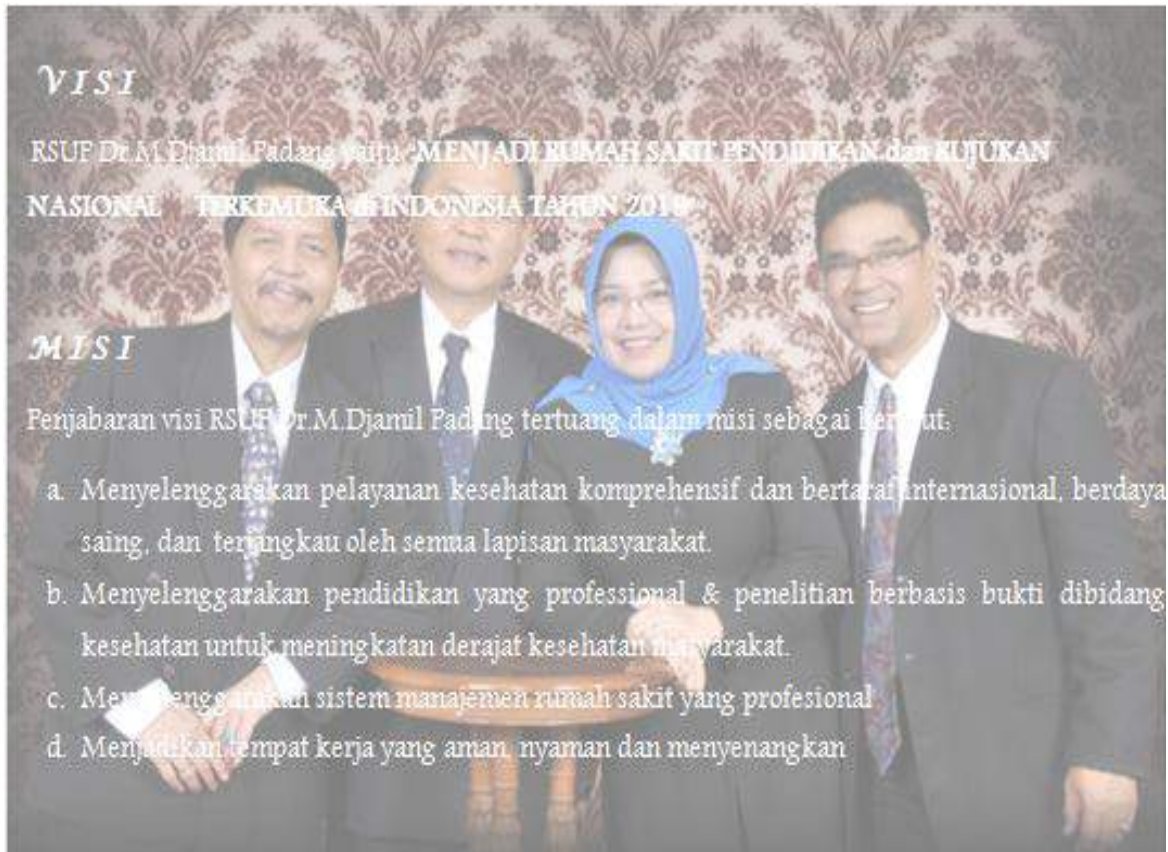 VISI
RSUP Dr.M.Djamil Padang yaitu "MENJADI RUMAH SAKIT PENDIDIKAN dan RUJUKAN
NASIONAL TERKEMUKA di INDONESIA TAHUN
MISI
Penjabaran visi RSUP Dr.M.Djamil Padang tertuang dalam misi sebagai berikut:
a. Menyelenggarakan pelayanan kesehatan komprehensif dan bertaraf internasional, berdaya
saing, dan terjangkau oleh semua lapisan masyarakat.
b. Menyelenggarakan pendidikan yang professional & penelitian berbasis bukti dibidang
kesehatan untuk meningkatan derajat kesehatan masyarakat.
c. Menyelenggarakan sistem manajemen rumah sakit yang profesional
d. Menjadikan tempat kerja yang aman, nyaman dan menyenangkan